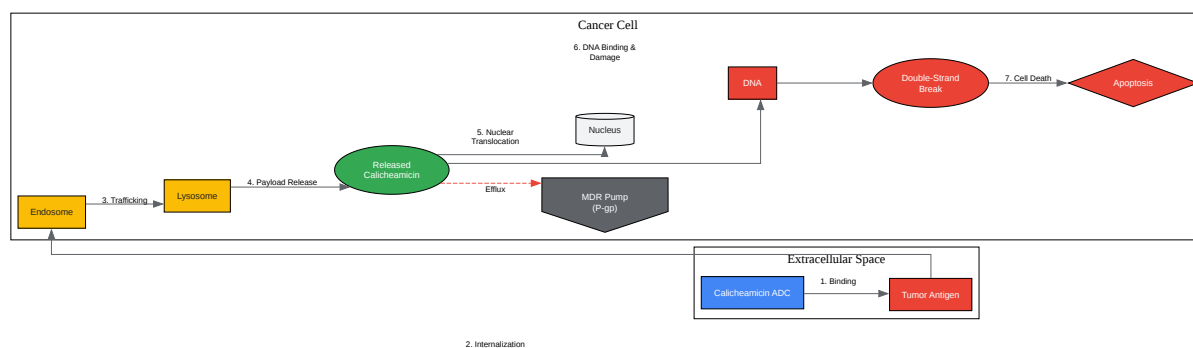 Cancer Cell
6. DNA Binding &
Damage
DNA
Double-Strand
Break
7. Cell Death
Apoptosis
5. Nuclear
Translocation
Nucleus
Released
Calicheamicin
4. Payload Release
Efflux
MDR Pump
(P-gp)
Lysosome
3. Trafficking
Endosome
Extracellular Space
Calicheamicin ADC
1. Binding
Tumor Antigen
2. Internalization